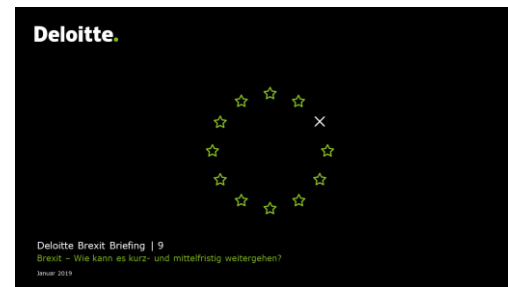 Deloitte.
Deloitte Brexit Briefing | 9
Brexit – Wie kann es kurz- und mittelfristig weitergehen?
Januar 2019